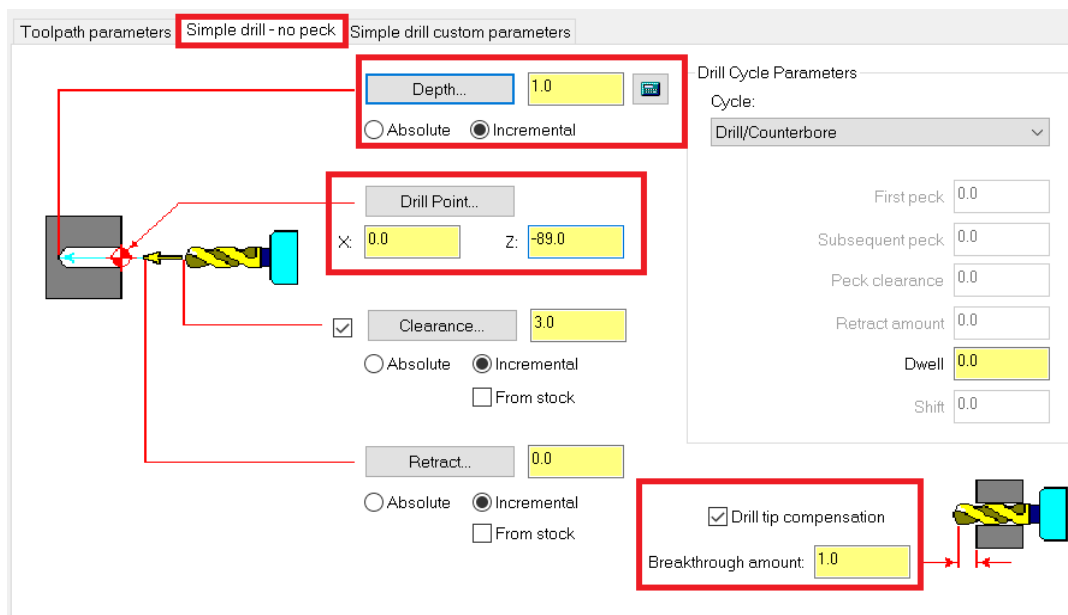 Toolpath parameters Simple drill - no peck Simple drill custom parameters
Depth... 1.0
Absolute Incremental
Drill Point...
X: 0.0 Z: -89.0
Clearance... 3.0
Absolute Incremental
From stock
Retract... 0.0
Absolute Incremental
From stock
Drill Cycle Parameters
Cycle:
Drill/Counterbore
First peck 0.0
Subsequent peck 0.0
Peck clearance 0.0
Retract amount 0.0
Dwell 0.0
Shift 0.0
Drill tip compensation
Breakthrough amount: 1.0